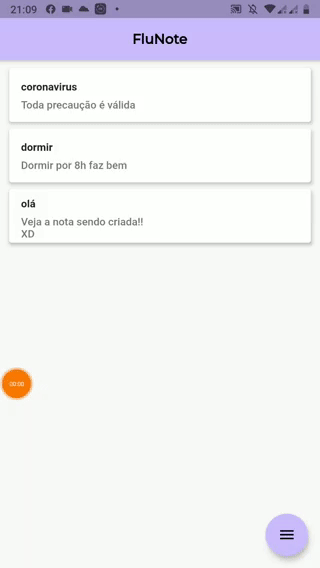 21:09
FluNote
coronavirus
Toda precaução é válida
dormir
Dormir por 8h faz bem
olá
Veja a nota sendo criada!!
XD
00:00